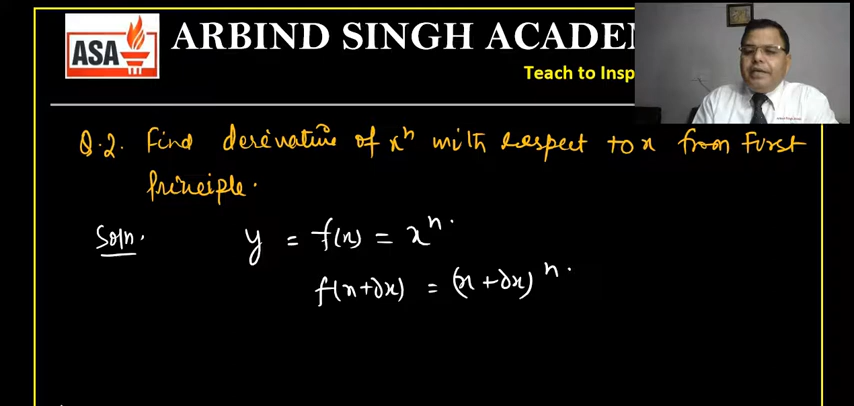 ASA
ARBIND SINGH ACADEM
Teach to Insp
Q.2. Find derivative of xⁿ with respect to x from First
Principle.
Soln. y = f(x) = xⁿ.
f(x+∂x) = (x+∂x)ⁿ.